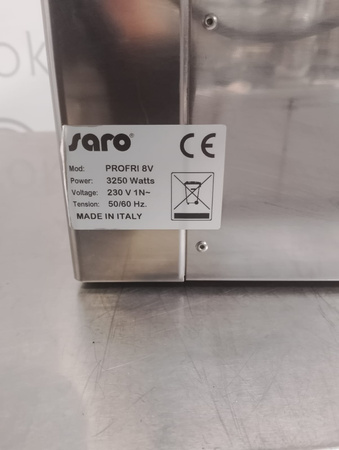 saro® CE
Mod: PROFRI 8V
Power: 3250 Watts
Voltage: 230 V 1N~
Tension: 50/60 Hz.
MADE IN ITALY